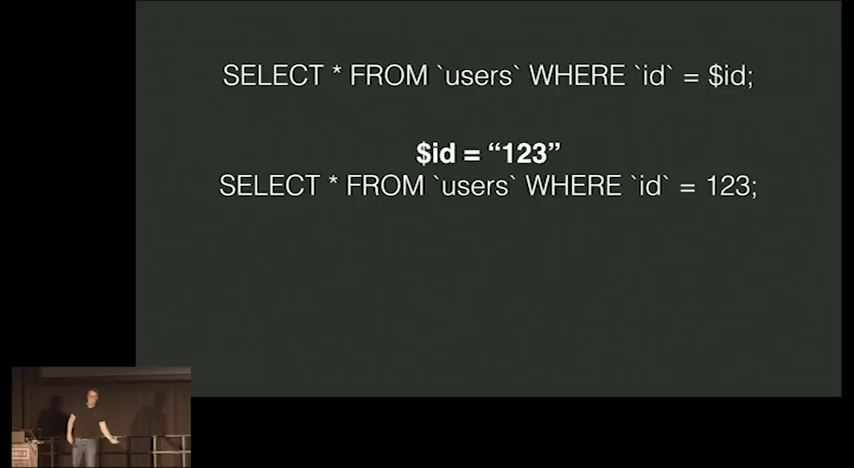 SELECT * FROM `users` WHERE `id` = $id;
$id = “123”
SELECT * FROM `users` WHERE `id` = 123;